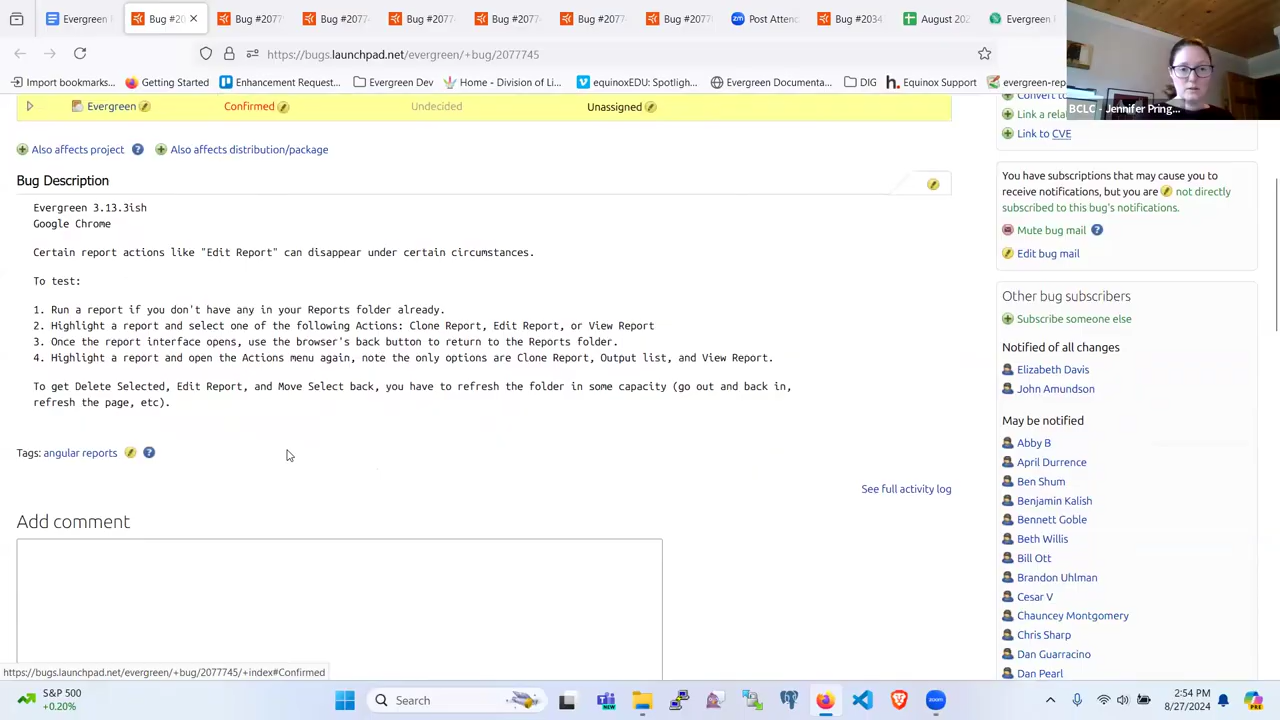 Evergreen
Bug #20
Bug #2077
Bug #2077
Bug #207
Bug #2077
Bug #2077
Bug #2077
Post Atten
Bug #2034
August 202
Evergreen
https://bugs.launchpad.net/evergreen/+bug/2077745
Import bookmarks...
Getting Started
Enhancement Request...
Evergreen Dev
Home - Division of Li...
equinoxEDU: Spotligh...
Evergreen Documenta...
DIG
Equinox Support
evergreen-rep
BCLC - Jennifer Pring...
Evergreen
Confirmed
Undecided
Unassigned
Convert to
Link a rela
Link to CVE
Also affects project
Also affects distribution/package
Bug Description
Evergreen 3.13.3ish
Google Chrome
Certain report actions like "Edit Report" can disappear under certain circumstances.
To test:
1. Run a report if you don't have any in your Reports folder already.
2. Highlight a report and select one of the following Actions: Clone Report, Edit Report, or View Report
3. Once the report interface opens, use the browser's back button to return to the Reports folder.
4. Highlight a report and open the Actions menu again, note the only options are Clone Report, Output list, and View Report.
To get Delete Selected, Edit Report, and Move Select back, you have to refresh the folder in some capacity (go out and back in,
refresh the page, etc).
Tags: angular reports
See full activity log
Add comment
You have subscriptions that may cause you to
receive notifications, but you are not directly
subscribed to this bug's notifications.
Mute bug mail
Edit bug mail
Other bug subscribers
Subscribe someone else
Notified of all changes
Elizabeth Davis
John Amundson
May be notified
Abby B
April Durrence
Ben Shum
Benjamin Kalish
Bennett Goble
Beth Willis
Bill Ott
Brandon Uhlman
Cesar V
Chauncey Montgomery
Chris Sharp
Dan Guarracino
Dan Pearl
https://bugs.launchpad.net/evergreen/+bug/2077745/+index#Confirmed
S&P 500
+0.20%
Search
2:54 PM
8/27/2024